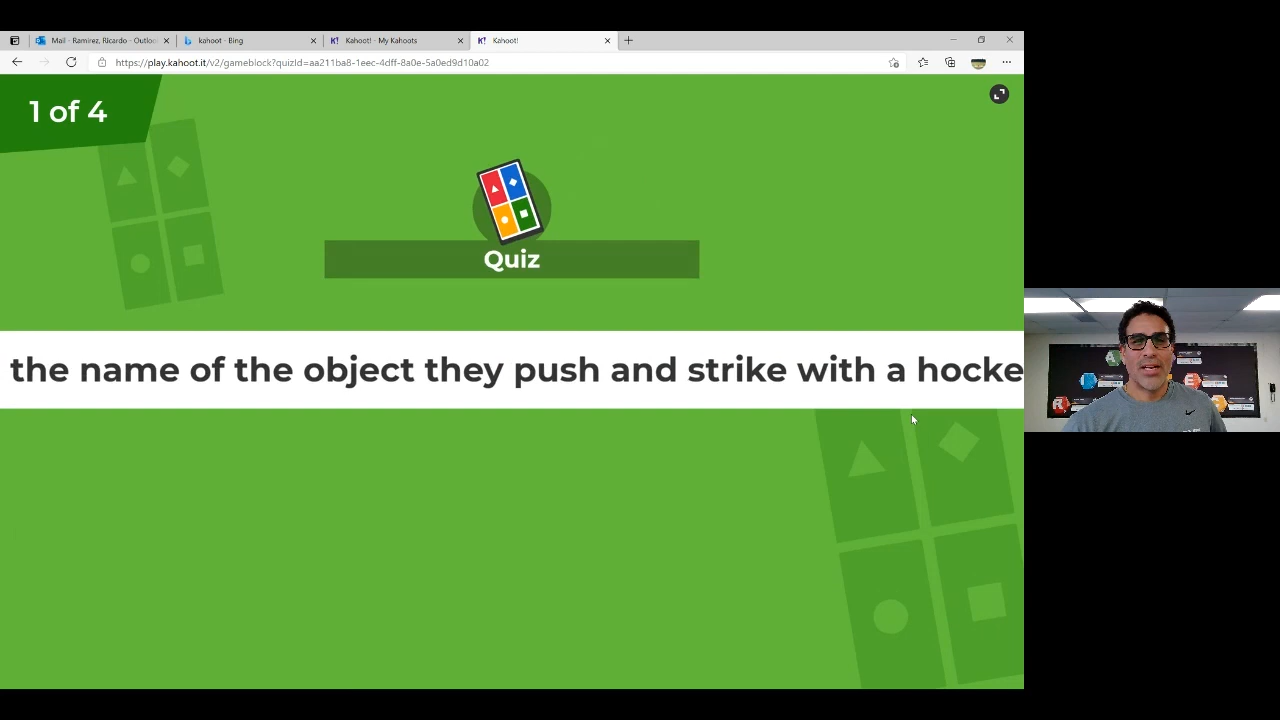 Mail - Ramirez, Ricardo - Outloo
kahoot - Bing
Kahoot! - My Kahoots
Kahoot!
https://play.kahoot.it/v2/gameblock?quizId=aa211ba8-1eec-4dff-8a0e-5a0ed9d10a02
1 of 4
Quiz
the name of the object they push and strike with a hocke